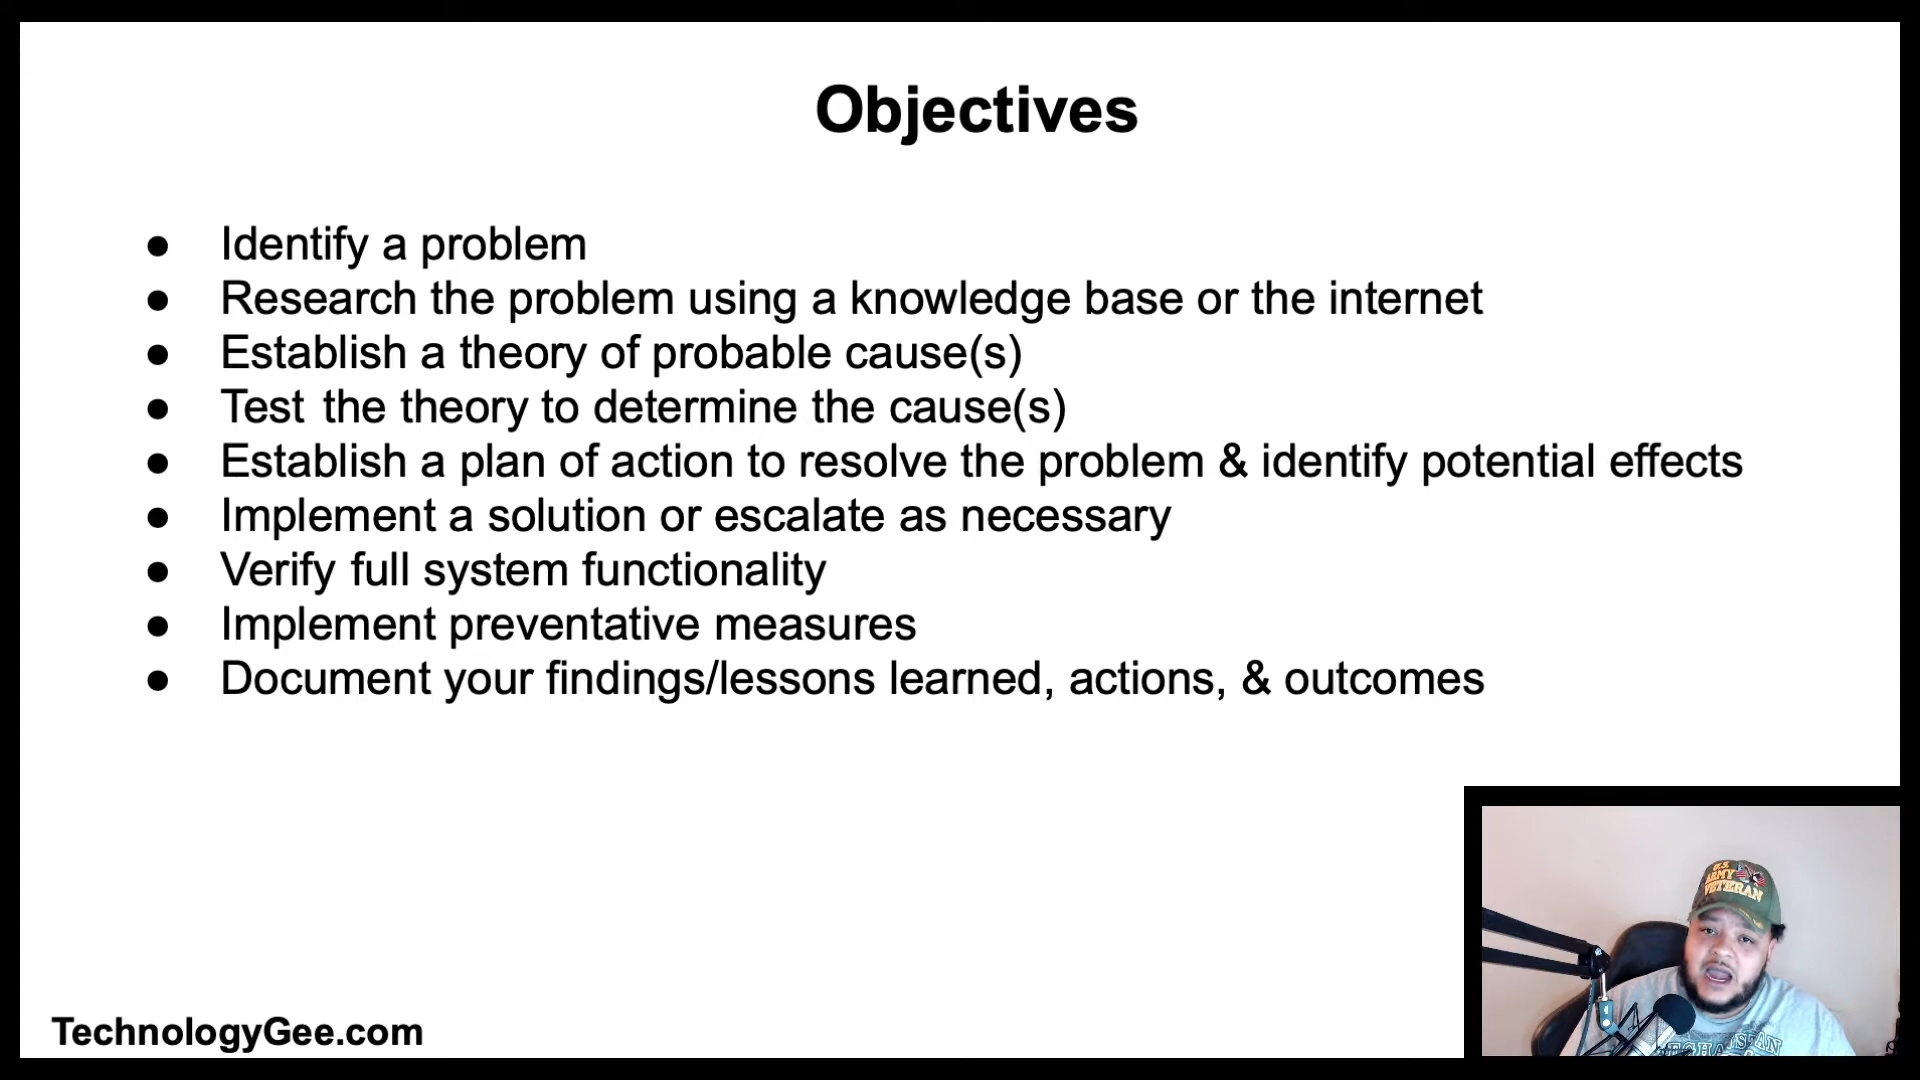 Objectives
● Identify a problem
● Research the problem using a knowledge base or the internet
● Establish a theory of probable cause(s)
● Test the theory to determine the cause(s)
● Establish a plan of action to resolve the problem & identify potential effects
● Implement a solution or escalate as necessary
● Verify full system functionality
● Implement preventative measures
● Document your findings/lessons learned, actions, & outcomes
U.S.
ARMY
VETERAN
TechnologyGee.com